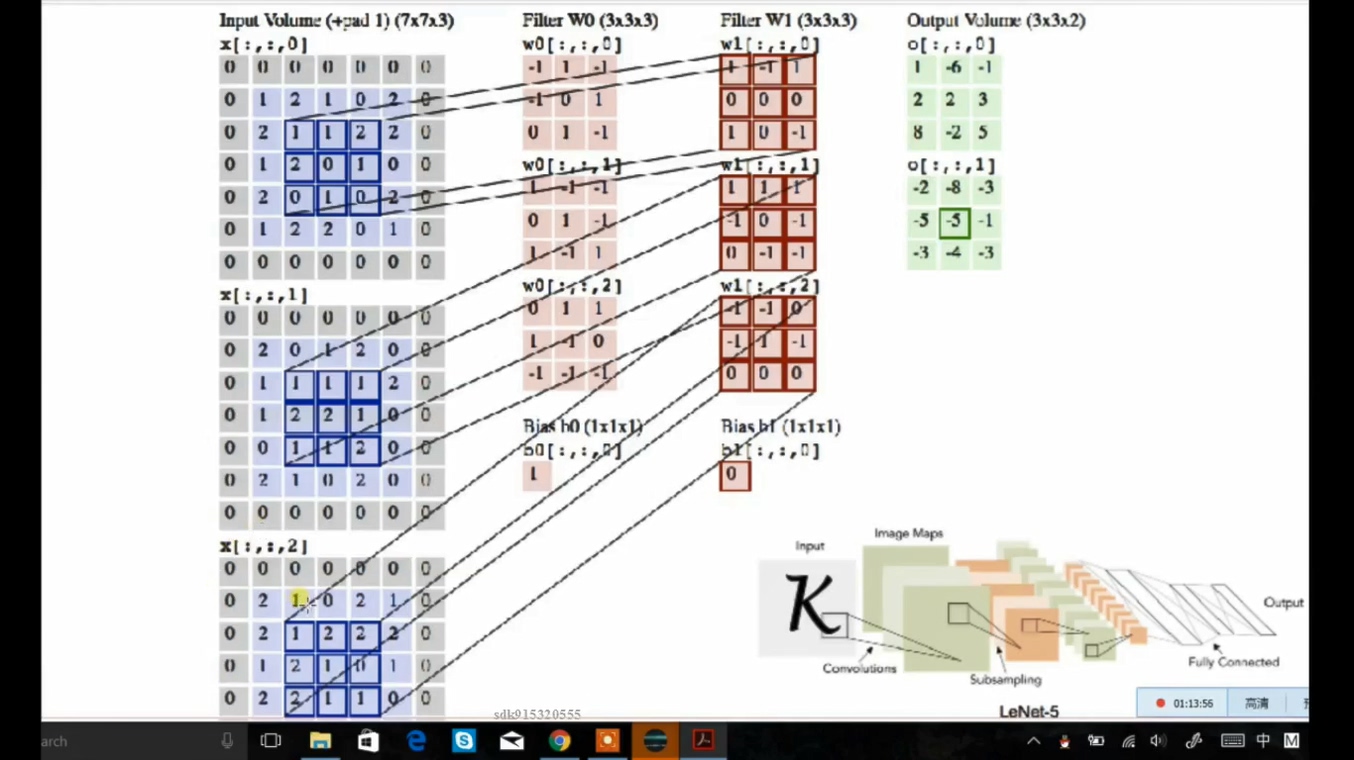 Input Volume (+pad 1) (7x7x3)
x[:,:,0]
0 0 0 0 0 0 0
0 1 2 1 0 2 0
0 2 1 1 2 2 0
0 1 2 0 1 0 0
0 2 0 1 0 2 0
0 1 2 2 0 1 0
0 0 0 0 0 0 0
x[:,:,1]
0 0 0 0 0 0 0
0 2 0 1 2 0 0
0 1 1 1 1 2 0
0 1 2 2 1 0 0
0 0 1 1 2 0 0
0 2 1 0 2 0 0
0 0 0 0 0 0 0
x[:,:,2]
0 0 0 0 0 0 0
0 2 1 0 2 1 0
0 2 1 2 2 2 0
0 1 2 1 0 1 0
0 2 2 1 1 0 0
Filter W0 (3x3x3)
w0[:,:,0]
-1 1 -1
-1 0 1
0 1 -1
w0[:,:,1]
1 -1 -1
0 1 -1
1 -1 1
w0[:,:,2]
0 1 1
1 -1 0
-1 -1 -1
Bias b0 (1x1x1)
b0[:,:,0]
1
Filter W1 (3x3x3)
w1[:,:,0]
1 -1 1
0 0 0
1 0 -1
w1[:,:,1]
1 1 1
-1 0 -1
0 -1 -1
w1[:,:,2]
-1 -1 0
-1 1 -1
0 0 0
Bias b1 (1x1x1)
b1[:,:,0]
0
Output Volume (3x3x2)
o[:,:,0]
1 -6 -1
2 2 3
8 -2 5
o[:,:,1]
-2 -8 -3
-5 -5 -1
-3 -4 -3
Image Maps
Input
K
Output
Convolutions
Subsampling
Fully Connected
LeNet-5
01:13:56 高清
sdk915320555
arch
中 M